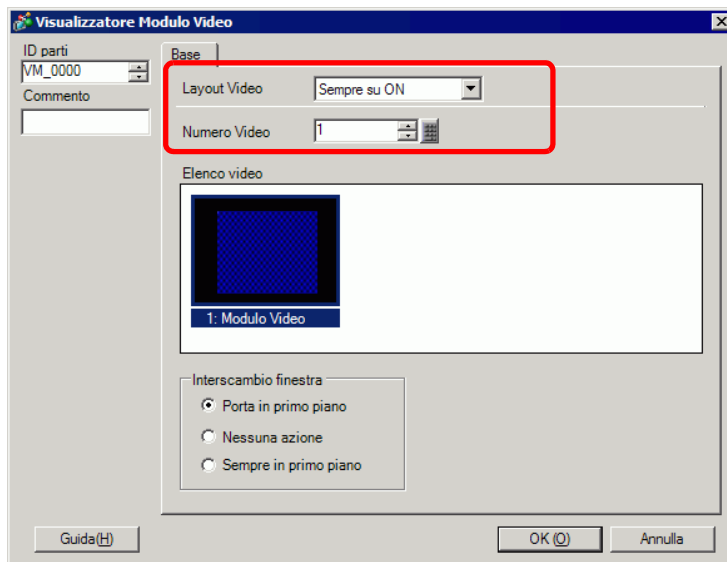 Visualizzatore Modulo Video
ID parti
VM_0000
Commento
Base
Layout Video
Sempre su ON
Numero Video
1
Elenco video
1: Modulo Video
Interscambio finestra
Porta in primo piano
Nessuna azione
Sempre in primo piano
Guida(H)
OK (O)
Annulla